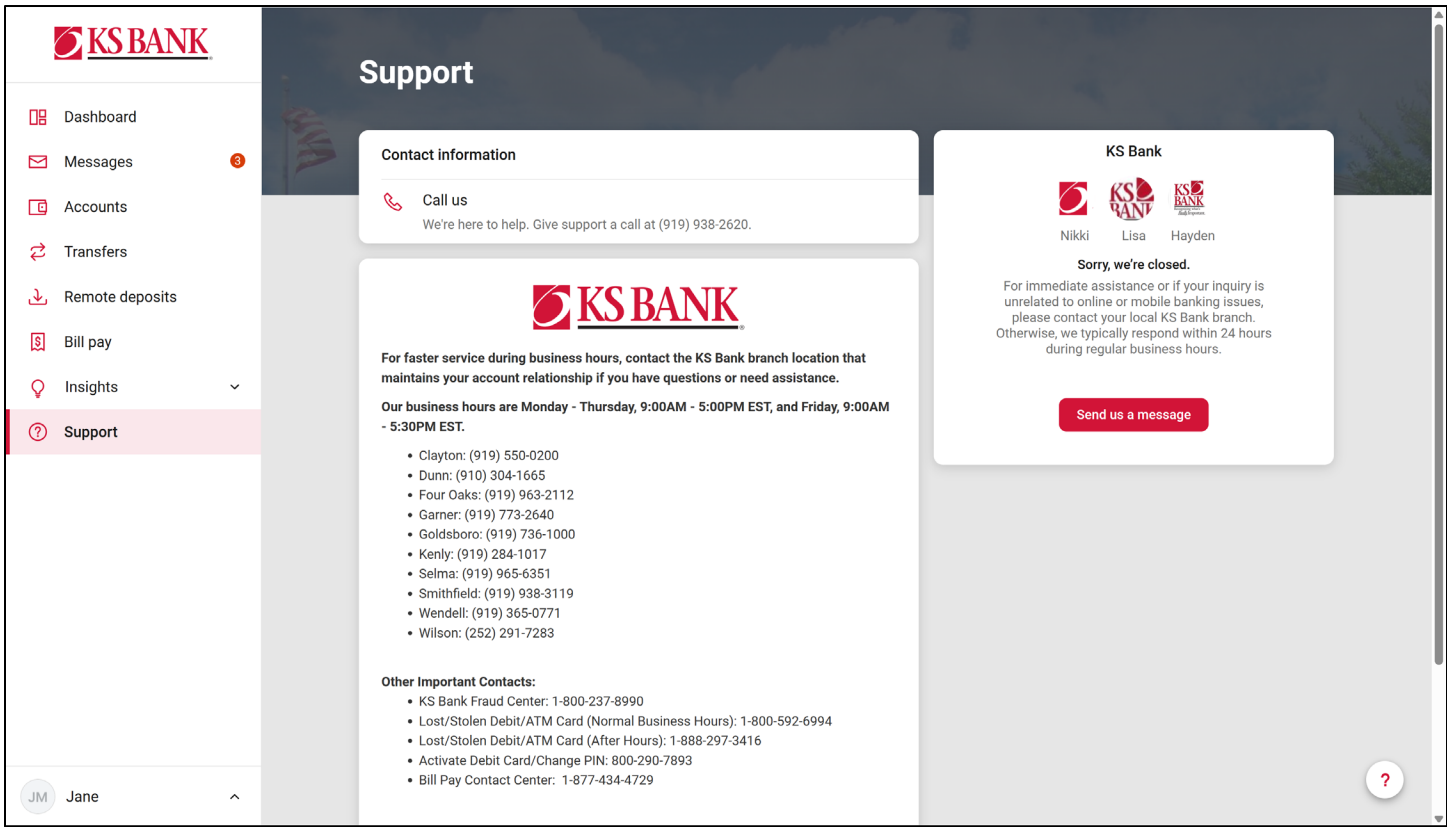 KS BANK
Dashboard
Messages
3
Accounts
Transfers
Remote deposits
Bill pay
Insights
Support
JM
Jane
Support
Contact information
Call us
We're here to help. Give support a call at (919) 938-2620.
KS BANK
For faster service during business hours, contact the KS Bank branch location that
maintains your account relationship if you have questions or need assistance.
Our business hours are Monday - Thursday, 9:00AM - 5:00PM EST, and Friday, 9:00AM
- 5:30PM EST.
• Clayton: (919) 550-0200
• Dunn: (910) 304-1665
• Four Oaks: (919) 963-2112
• Garner: (919) 773-2640
• Goldsboro: (919) 736-1000
• Kenly: (919) 284-1017
• Selma: (919) 965-6351
• Smithfield: (919) 938-3119
• Wendell: (919) 365-0771
• Wilson: (252) 291-7283
Other Important Contacts:
• KS Bank Fraud Center: 1-800-237-8990
• Lost/Stolen Debit/ATM Card (Normal Business Hours): 1-800-592-6994
• Lost/Stolen Debit/ATM Card (After Hours): 1-888-297-3416
• Activate Debit Card/Change PIN: 800-290-7893
• Bill Pay Contact Center: 1-877-434-4729
KS Bank
KS
BANK
KS
BANK
Nikki Lisa Hayden
Sorry, we're closed.
For immediate assistance or if your inquiry is
unrelated to online or mobile banking issues,
please contact your local KS Bank branch.
Otherwise, we typically respond within 24 hours
during regular business hours.
Send us a message
?